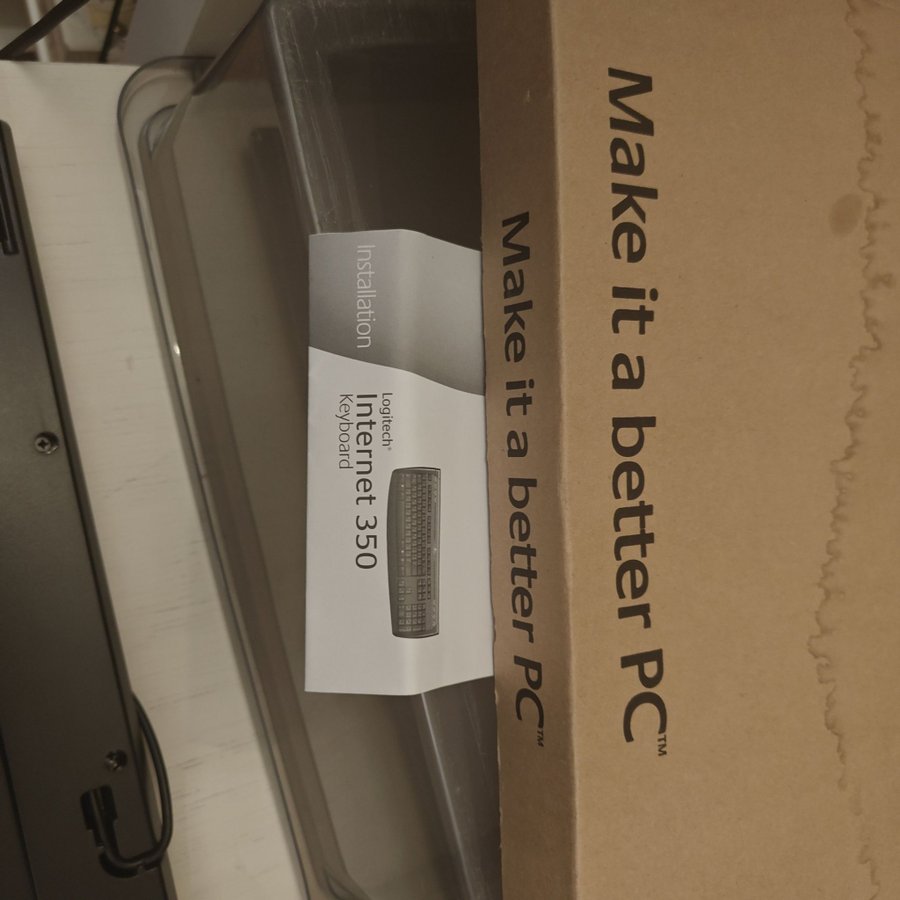 Make it a better PC™
Make it a better PC™
Installation
Logitech®
Internet 350
Keyboard